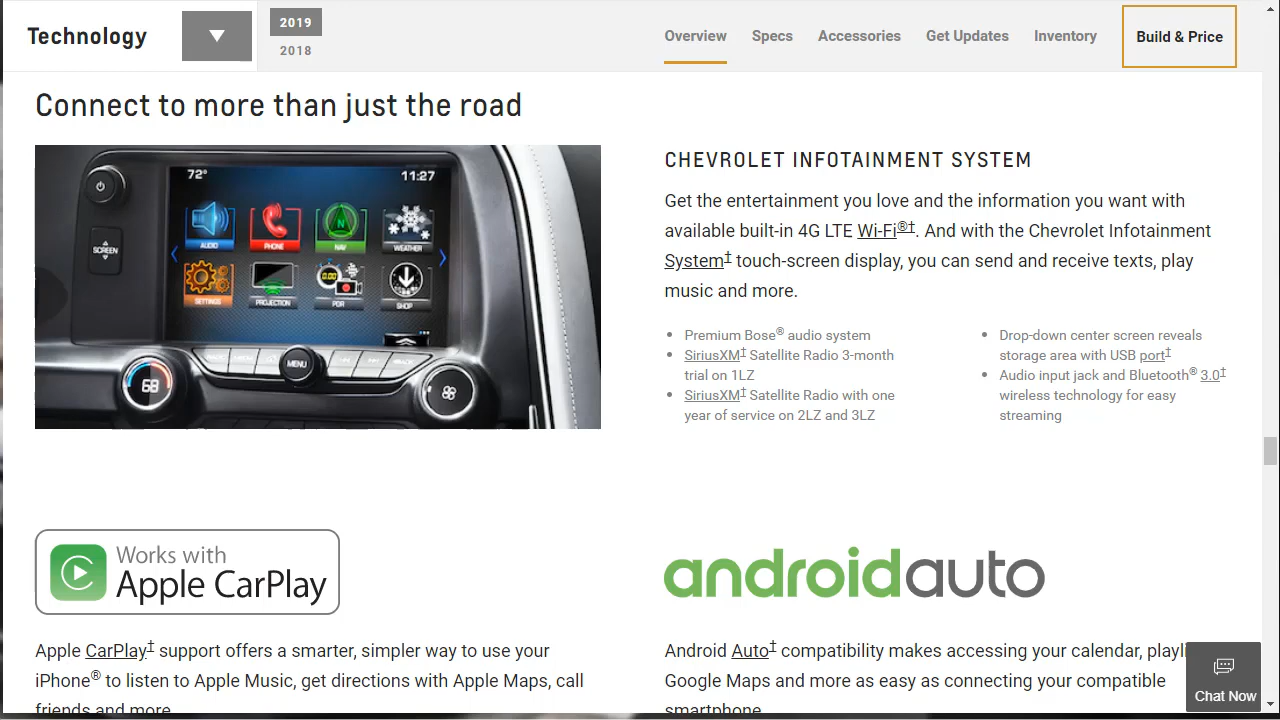 Technology
2019
2018
Overview
Specs
Accessories
Get Updates
Inventory
Build & Price
Connect to more than just the road
72°
11:27
AUDIO
PHONE
NAV
WEATHER
SETTINGS
PROJECTION
PDR
SHOP
SCREEN
MENU
BACK
68
CHEVROLET INFOTAINMENT SYSTEM
Get the entertainment you love and the information you want with
available built-in 4G LTE Wi-Fi®‡. And with the Chevrolet Infotainment
System‡ touch-screen display, you can send and receive texts, play
music and more.
• Premium Bose® audio system
• SiriusXM‡ Satellite Radio 3-month
trial on 1LZ
• SiriusXM‡ Satellite Radio with one
year of service on 2LZ and 3LZ
• Drop-down center screen reveals
storage area with USB port‡
• Audio input jack and Bluetooth® 3.0‡
wireless technology for easy
streaming
Works with
Apple CarPlay
Apple CarPlay‡ support offers a smarter, simpler way to use your
iPhone® to listen to Apple Music, get directions with Apple Maps, call
friends and more.
androidauto
Android Auto‡ compatibility makes accessing your calendar, playli
Google Maps and more as easy as connecting your compatible
smartphone.
Chat Now